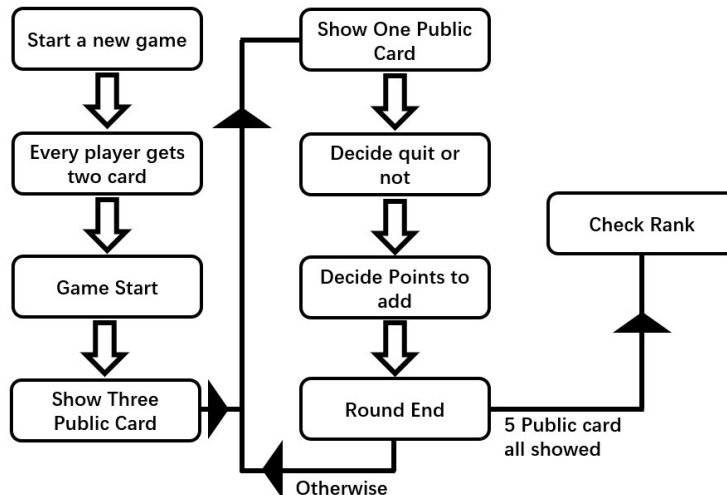 Start a new game
Every player gets
two card
Game Start
Show Three
Public Card
Show One Public
Card
Decide quit or
not
Decide Points to
add
Round End
Otherwise
5 Public card
all showed
Check Rank